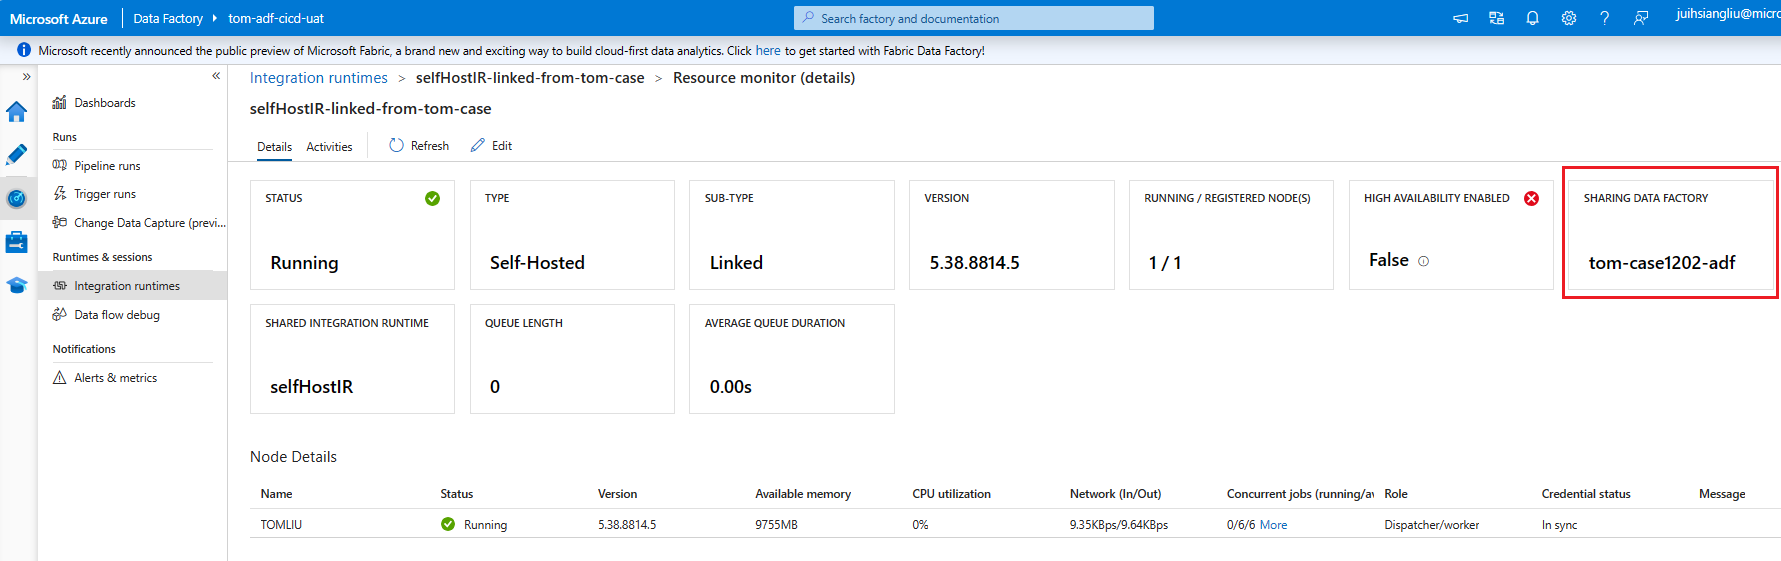 Microsoft Azure
Data Factory
tom-adf-cicd-uat
Search factory and documentation
juihsiangliu@micro
Microsoft recently announced the public preview of Microsoft Fabric, a brand new and exciting way to build cloud-first data analytics. Click here to get started with Fabric Data Factory!
Dashboards
Runs
Pipeline runs
Trigger runs
Change Data Capture (previ...
Runtimes & sessions
Integration runtimes
Data flow debug
Notifications
Alerts & metrics
Integration runtimes > selfHostIR-linked-from-tom-case > Resource monitor (details)
selfHostIR-linked-from-tom-case
Details Activities Refresh Edit
STATUS
Running
TYPE
Self-Hosted
SUB-TYPE
Linked
VERSION
5.38.8814.5
RUNNING / REGISTERED NODE(S)
1 / 1
HIGH AVAILABILITY ENABLED
False
SHARING DATA FACTORY
tom-case1202-adf
SHARED INTEGRATION RUNTIME
selfHostIR
QUEUE LENGTH
0
AVERAGE QUEUE DURATION
0.00s
Node Details
Name Status Version Available memory CPU utilization Network (In/Out) Concurrent jobs (running/av Role Credential status Message
TOMLIU Running 5.38.8814.5 9755MB 0% 9.35KBps/9.64KBps 0/6/6 More Dispatcher/worker In sync